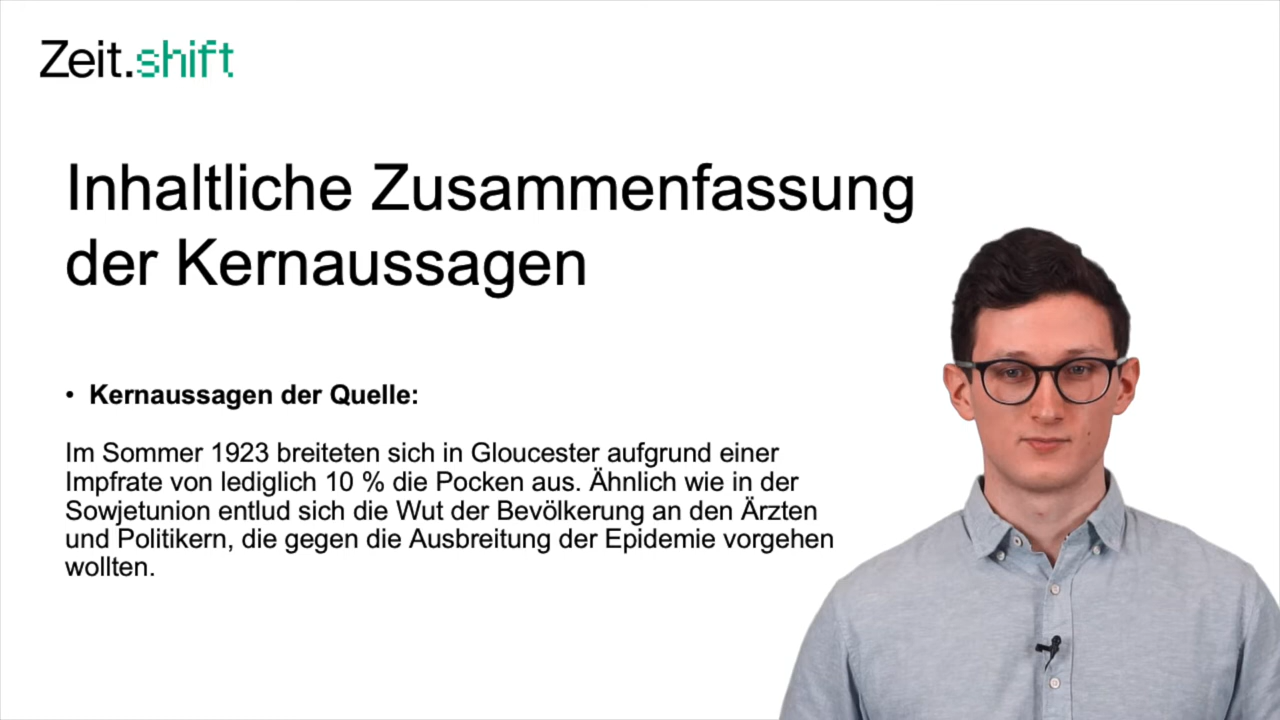 Zeit.shift
Inhaltliche Zusammenfassung
der Kernaussagen
• Kernaussagen der Quelle:
Im Sommer 1923 breiteten sich in Gloucester aufgrund einer
Impfrate von lediglich 10 % die Pocken aus. Ähnlich wie in der
Sowjetunion entlud sich die Wut der Bevölkerung an den Ärzten
und Politikern, die gegen die Ausbreitung der Epidemie vorgehen
wollten.